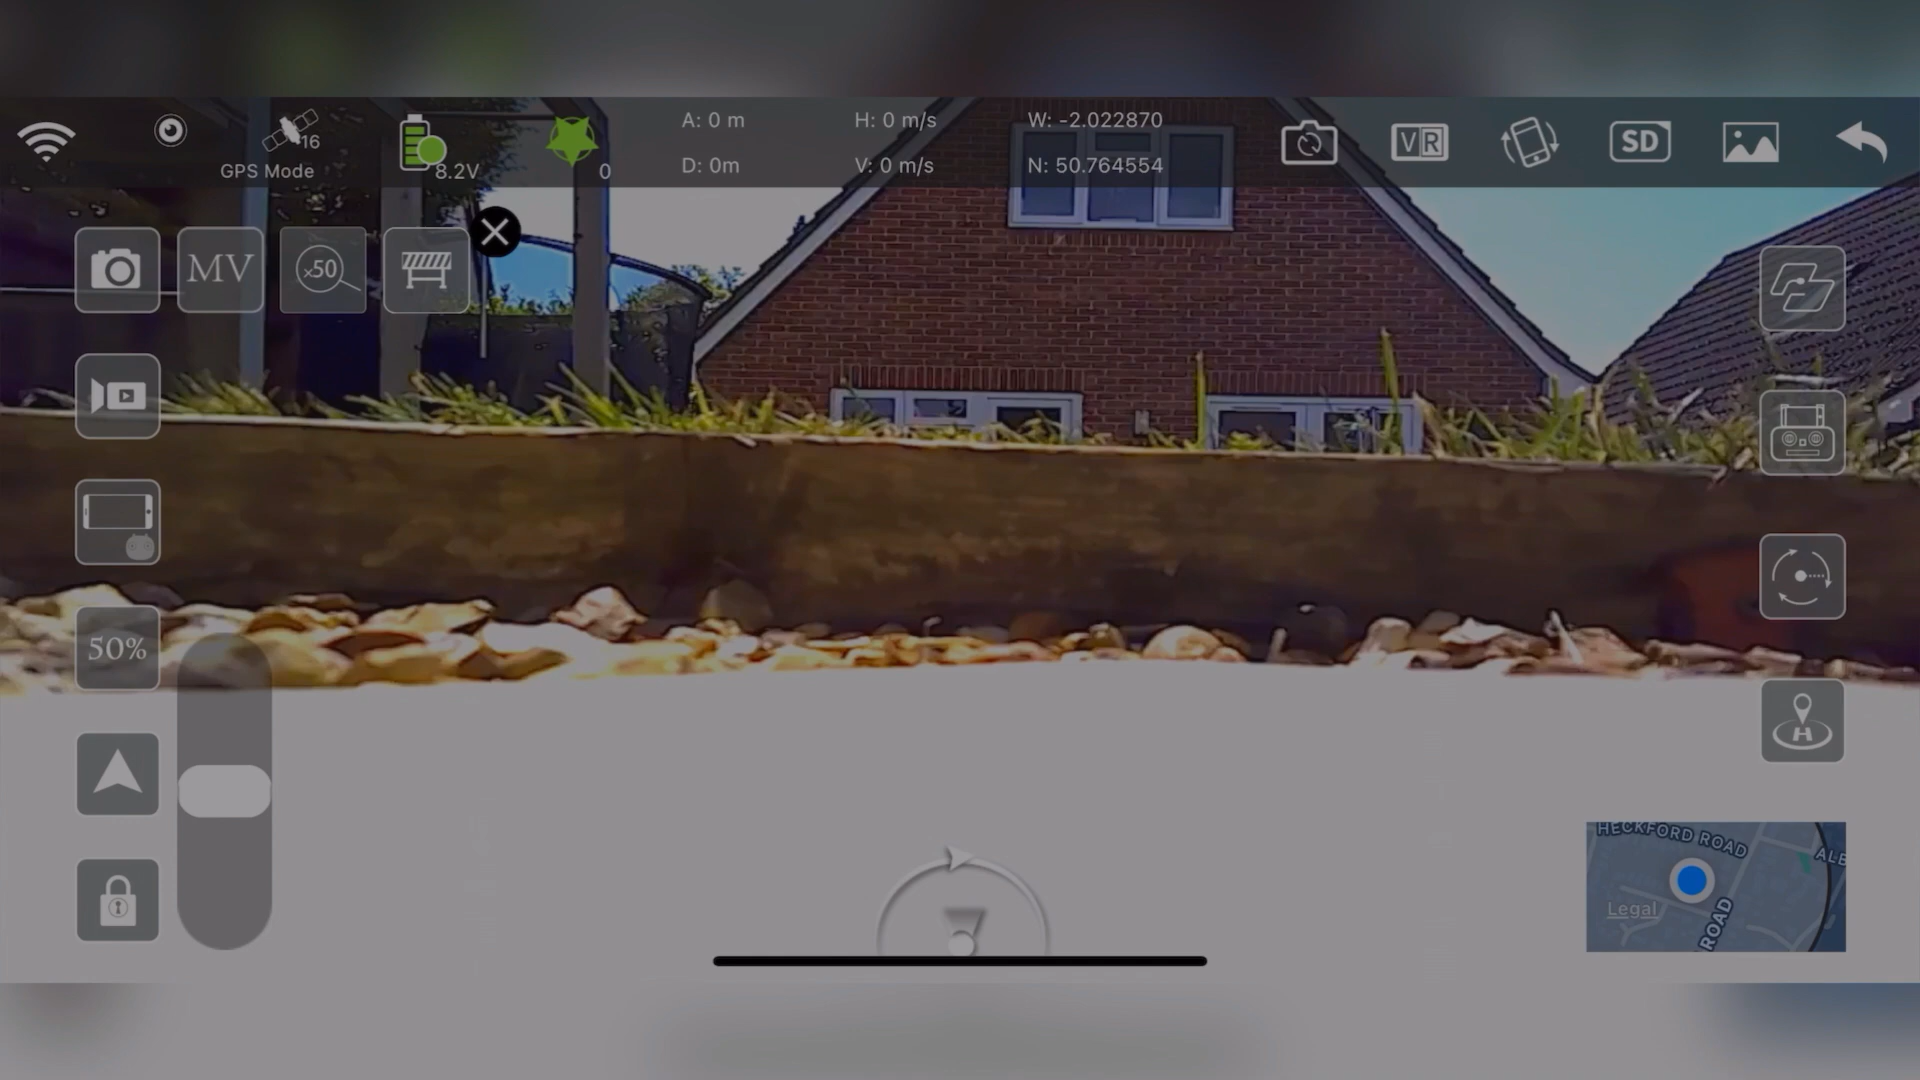 A: 0 m
H: 0 m/s
W: -2.022870
16
GPS Mode
8.2V
0
D: 0m
V: 0 m/s
N: 50.764554
VR
SD
MV
x50
50%
H
HECKFORD ROAD
ALB
Legal
ROAD